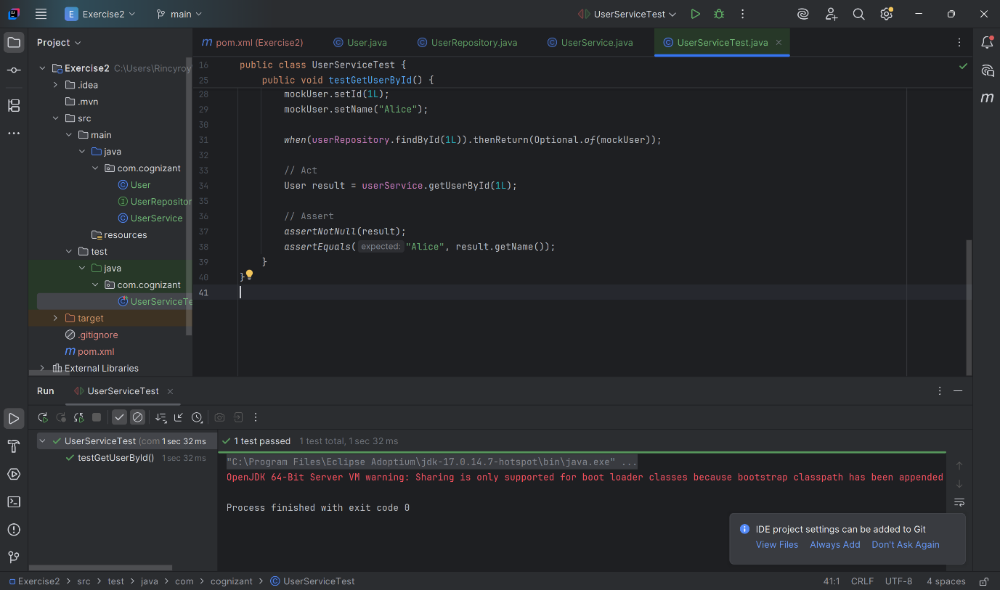 E Exercise2 main UserServiceTest
Project
pom.xml (Exercise2) User.java UserRepository.java UserService.java UserServiceTest.java
Exercise2 C:\Users\Rincyroy
.idea
.mvn
src
main
java
com.cognizant
User
UserRepositor
UserService
resources
test
java
com.cognizant
UserServiceTe
target
.gitignore
pom.xml
External Libraries
16 public class UserServiceTest {
25 public void testGetUserById() {
28 mockUser.setId(1L);
29 mockUser.setName("Alice");
30
31 when(userRepository.findById(1L)).thenReturn(Optional.of(mockUser));
32
33 // Act
34 User result = userService.getUserById(1L);
35
36 // Assert
37 assertNotNull(result);
38 assertEquals( expected: "Alice", result.getName());
39 }
40 }
41
Run UserServiceTest
UserServiceTest (com 1 sec 32 ms
testGetUserById() 1 sec 32 ms
1 test passed 1 test total, 1 sec 32 ms
"C:\Program Files\Eclipse Adoptium\jdk-17.0.14.7-hotspot\bin\java.exe" ...
OpenJDK 64-Bit Server VM warning: Sharing is only supported for boot loader classes because bootstrap classpath has been appended
Process finished with exit code 0
IDE project settings can be added to Git
View Files Always Add Don't Ask Again
Exercise2 > src > test > java > com > cognizant > UserServiceTest
41:1 CRLF UTF-8 4 spaces